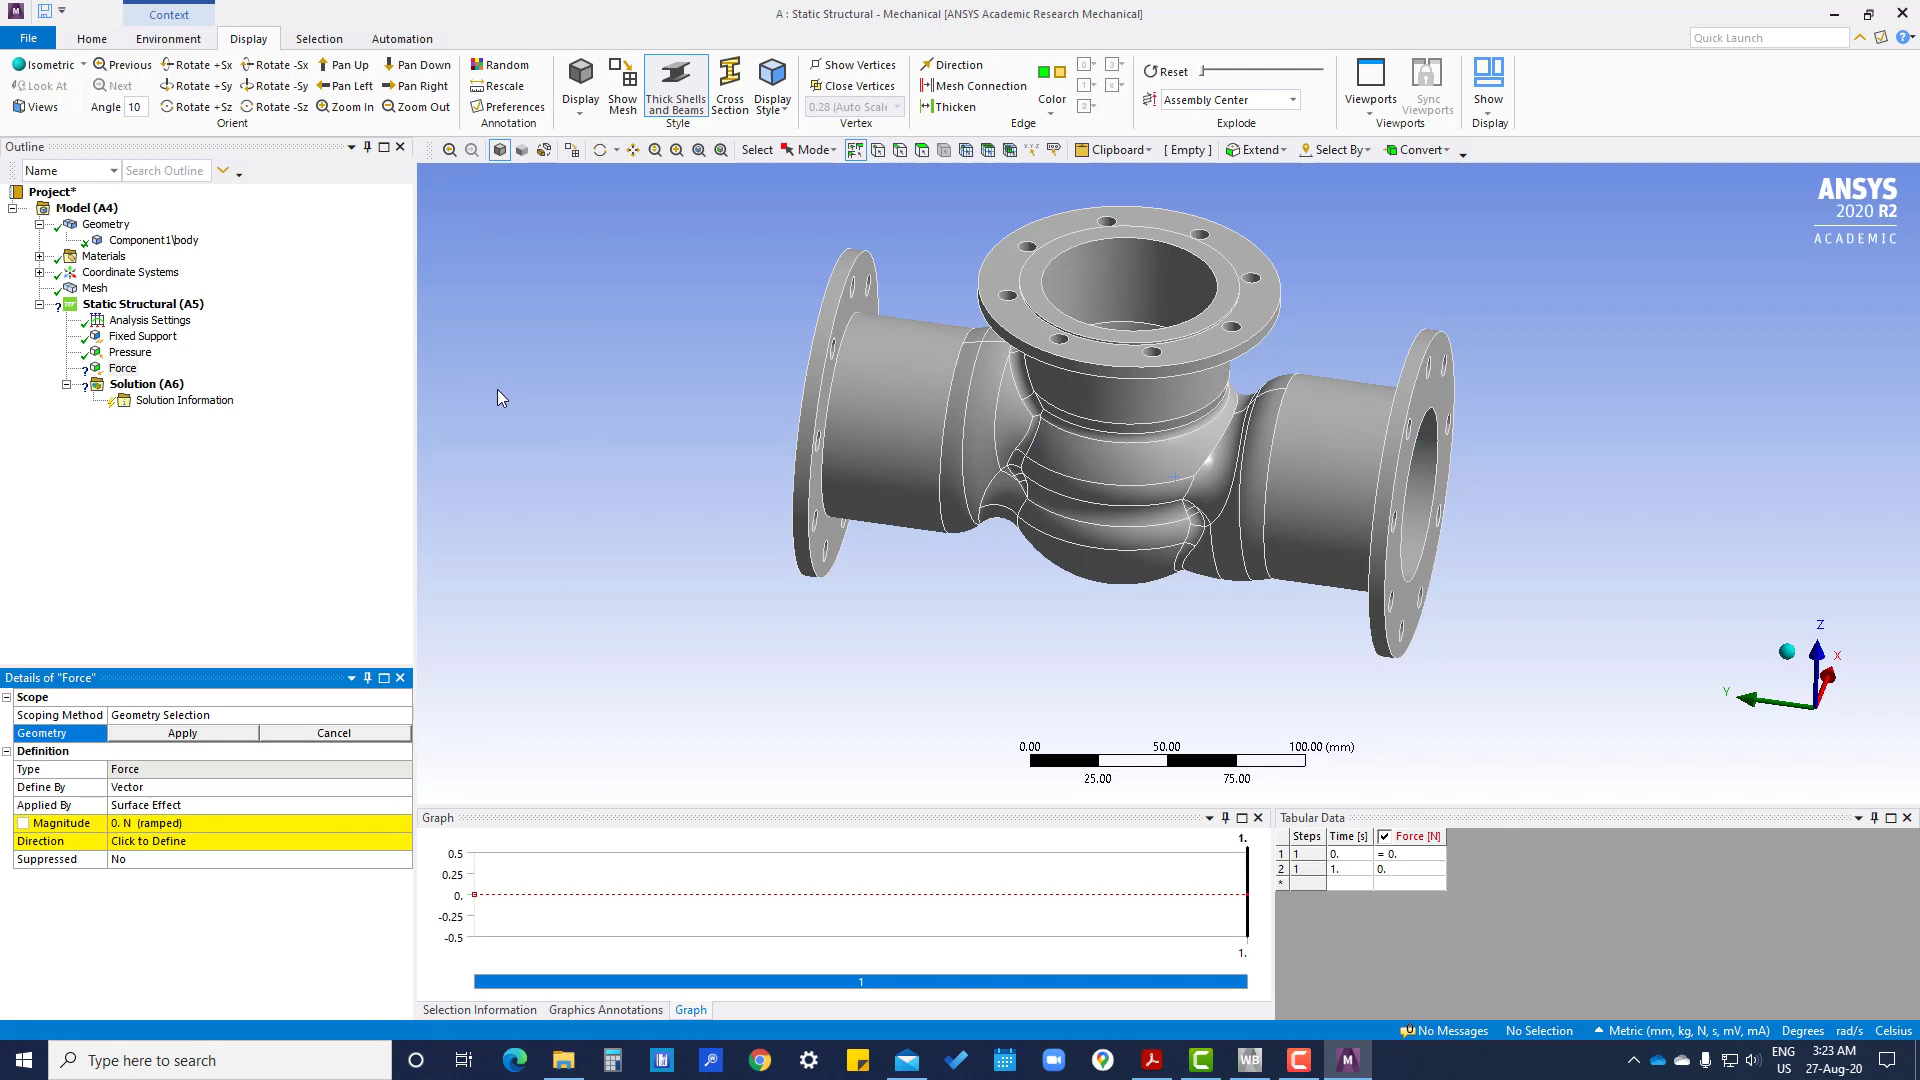 Context
A : Static Structural - Mechanical [ANSYS Academic Research Mechanical]
File Home Environment Display Selection Automation
Quick Launch
Isometric Previous Rotate +Sx Rotate -Sx Pan Up Pan Down
Look At Next Rotate +Sy Rotate -Sy Pan Left Pan Right
Views Angle 10 Rotate +Sz Rotate -Sz Zoom In Zoom Out
Orient
Random
Rescale
Preferences
Annotation
Display
Show Mesh
Thick Shells and Beams
Cross Section
Display Style
Style
Show Vertices
Close Vertices
0.28 (Auto Scale
Vertex
Direction
Mesh Connection
Thicken
Color
Edge
Reset
Assembly Center
Explode
Viewports
Sync Viewports
Viewports
Show
Display
Outline
Select Mode Clipboard [ Empty ] Extend Select By Convert
Name Search Outline
Project*
Model (A4)
Geometry
Component1\body
Materials
Coordinate Systems
Mesh
Static Structural (A5)
Analysis Settings
Fixed Support
Pressure
Force
Solution (A6)
Solution Information
ANSYS
2020 R2
ACADEMIC
Z
X
Y
0.00 50.00 100.00 (mm)
25.00 75.00
Details of "Force"
Scope
Scoping Method Geometry Selection
Geometry Apply Cancel
Definition
Type Force
Define By Vector
Applied By Surface Effect
Magnitude 0. N (ramped)
Direction Click to Define
Suppressed No
Graph
1.
0.5
0.25
0.
-0.25
-0.5
1.
1
Selection Information Graphics Annotations Graph
Tabular Data
Steps Time [s] Force [N]
1 1 0. = 0.
2 1 1. 0.
*
No Messages No Selection Metric (mm, kg, N, s, mV, mA) Degrees rad/s Celsius
Type here to search
WB
M
ENG
US
3:23 AM
27-Aug-20